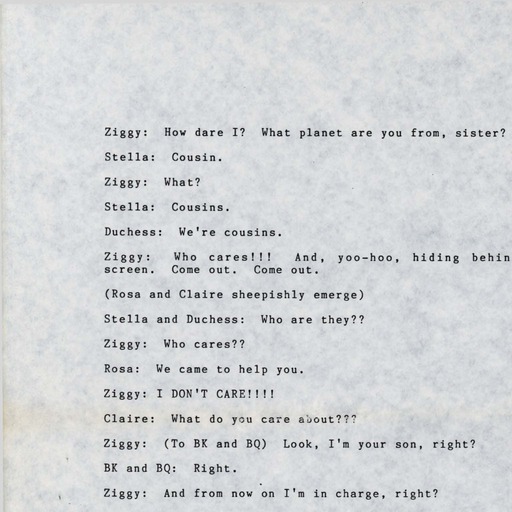 Ziggy:  How dare I?  What planet are you from, sister?
Stella:  Cousin.
Ziggy:  What?
Stella:  Cousins.
Duchess:  We're cousins.
Ziggy:  Who cares!!!  And, yoo-hoo, hiding behin
screen.  Come out.  Come out.
(Rosa and Claire sheepishly emerge)
Stella and Duchess:  Who are they??
Ziggy:  Who cares??
Rosa:  We came to help you.
Ziggy: I DON'T CARE!!!!
Claire:  What do you care about???
Ziggy:  (To BK and BQ)  Look, I'm your son, right?
BK and BQ:  Right.
Ziggy:  And from now on I'm in charge, right?